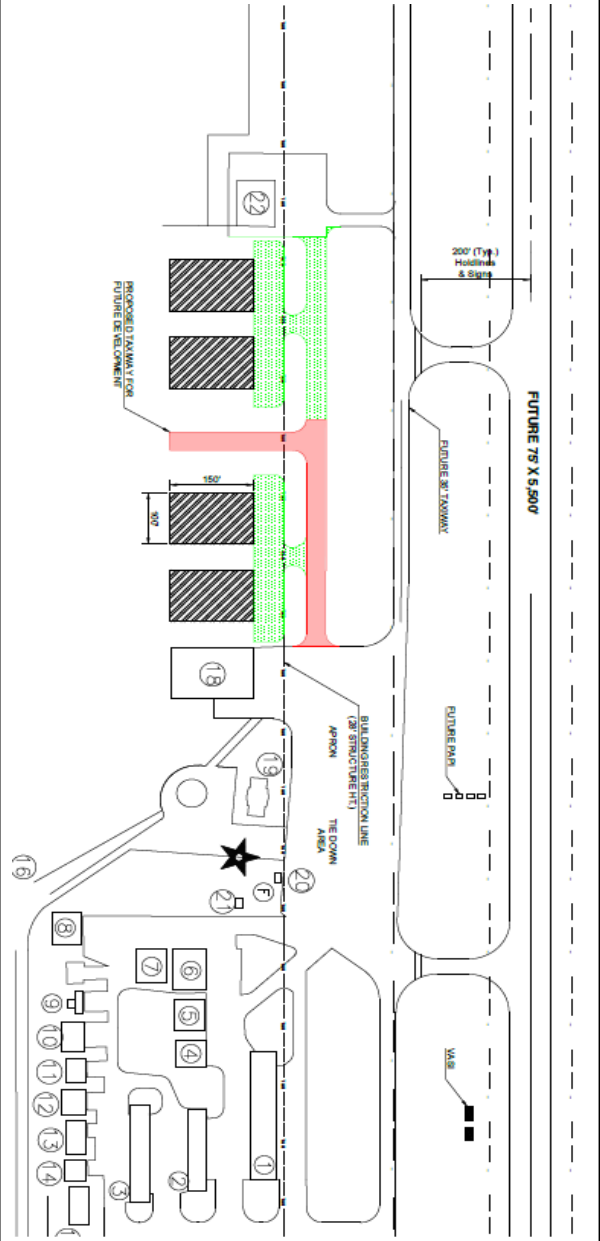 22
200' (Typ.)
Holdlines
& Signs
PROPOSED TAXIWAY FOR
FUTURE DEVELOPMENT
FUTURE 75' X 5,500'
FUTURE 35' TAXIWAY
150'
100'
18
BUILDING RESTRICTION LINE
(28' STRUCTURE HT.)
APRON
TIE DOWN
AREA
FUTURE PAPI
19
16
20
F
21
8
7
6
9
5
10
4
11
12
13
14
3
2
1
VASI